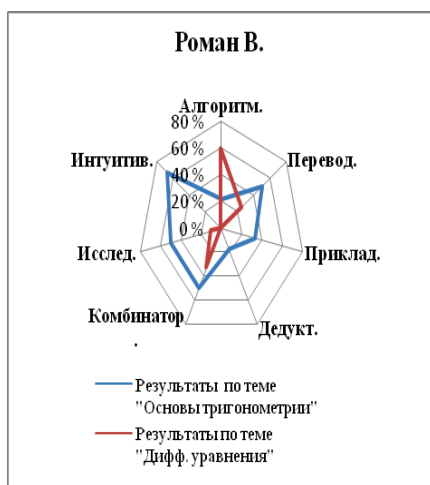 Роман В.
Алгоритм.
80 %
60 %
40 %
20 %
0 %
Перевод.
Приклад.
Дедукт.
Комбинатор
.
Исслед.
Интуитив.
Результаты по теме
"Основы тригонометрии"
Результаты по теме
"Дифф. уравнения"